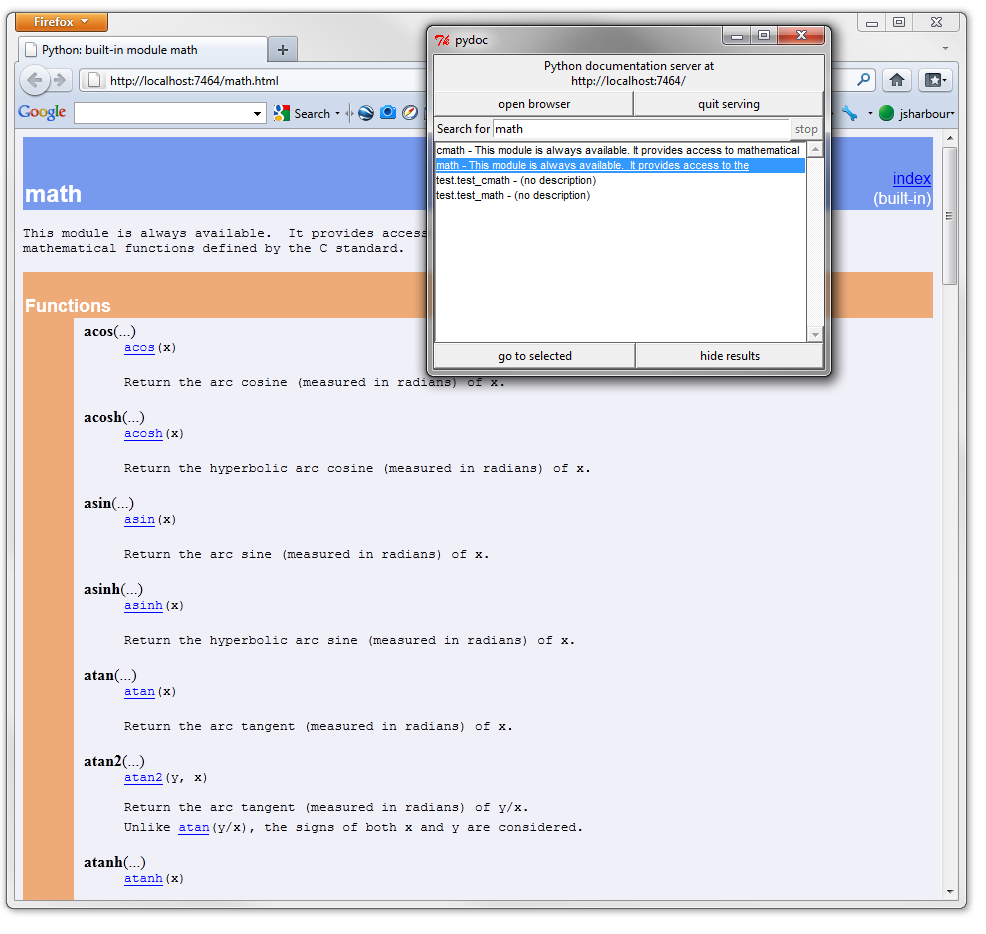 Firefox
Python: built-in module math
http://localhost:7464/math.html
Google
Search
jsharbour
pydoc
Python documentation server at
http://localhost:7464/
open browser
quit serving
Search for math
stop
cmath - This module is always available. It provides access to mathematical
math - This module is always available.  It provides access to the
test.test_cmath - (no description)
test.test_math - (no description)
go to selected
hide results
math
index
(built-in)
This module is always available.  It provides access
mathematical functions defined by the C standard.
Functions
acos(...)
acos(x)
Return the arc cosine (measured in radians) of x.
acosh(...)
acosh(x)
Return the hyperbolic arc cosine (measured in radians) of x.
asin(...)
asin(x)
Return the arc sine (measured in radians) of x.
asinh(...)
asinh(x)
Return the hyperbolic arc sine (measured in radians) of x.
atan(...)
atan(x)
Return the arc tangent (measured in radians) of x.
atan2(...)
atan2(y, x)
Return the arc tangent (measured in radians) of y/x.
Unlike atan(y/x), the signs of both x and y are considered.
atanh(...)
atanh(x)